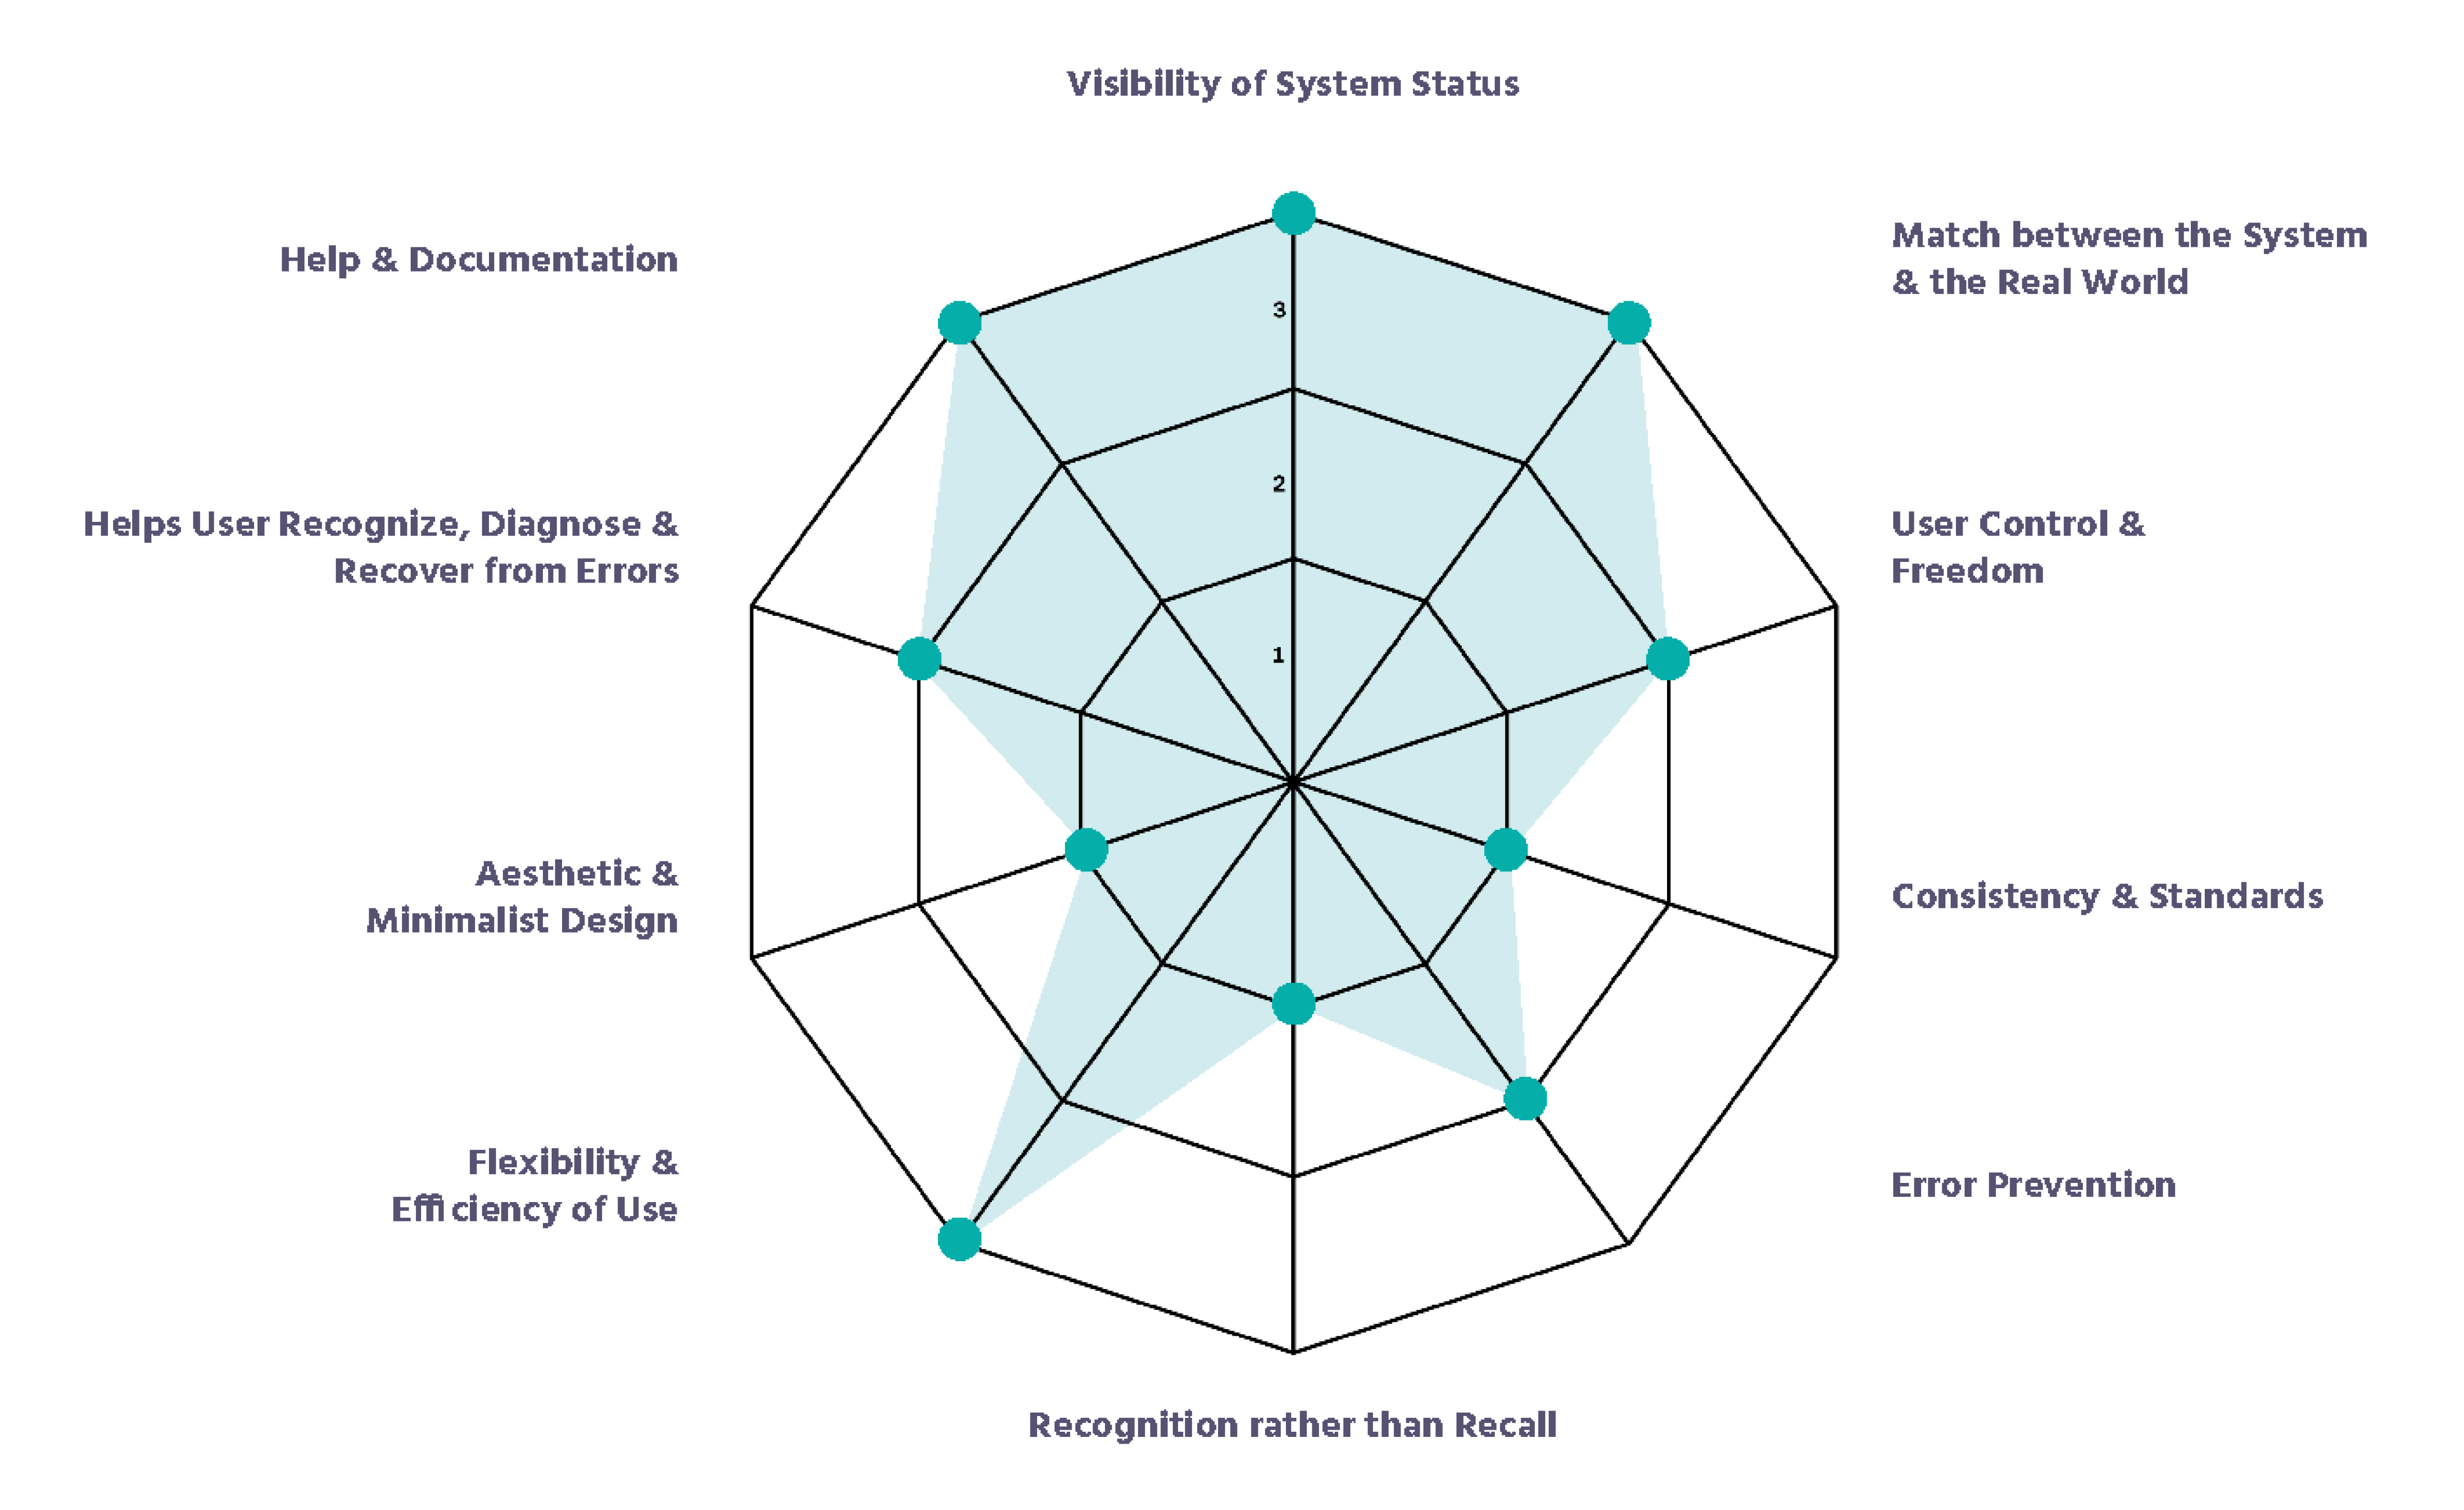 Visibility of System Status
Match between the System
& the Real World
Help & Documentation
3
2
1
Helps User Recognize, Diagnose &
Recover from Errors
User Control &
Freedom
Aesthetic &
Minimalist Design
Consistency & Standards
Flexibility &
Efficiency of Use
Error Prevention
Recognition rather than Recall